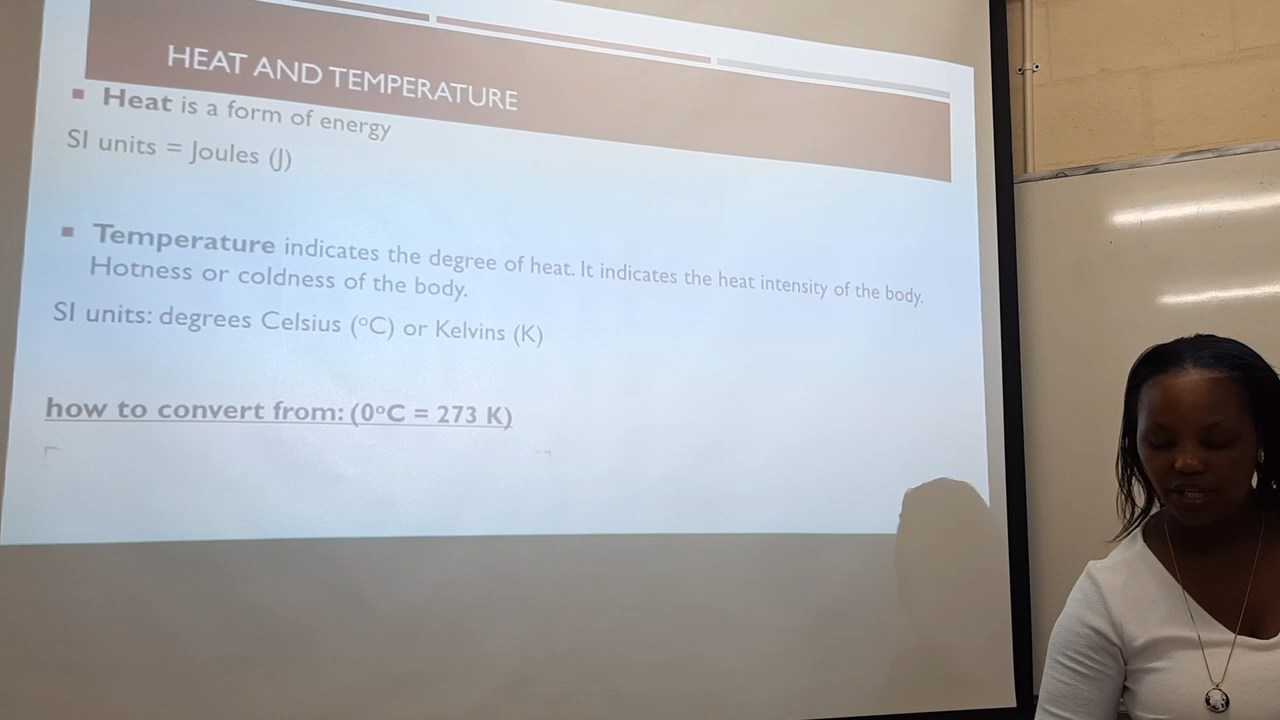 HEAT AND TEMPERATURE
▪ Heat is a form of energy
SI units = Joules (J)
▪ Temperature indicates the degree of heat. It indicates the heat intensity of the body.
Hotness or coldness of the body.
SI units: degrees Celsius (°C) or Kelvins (K)
how to convert from: (0°C = 273 K)